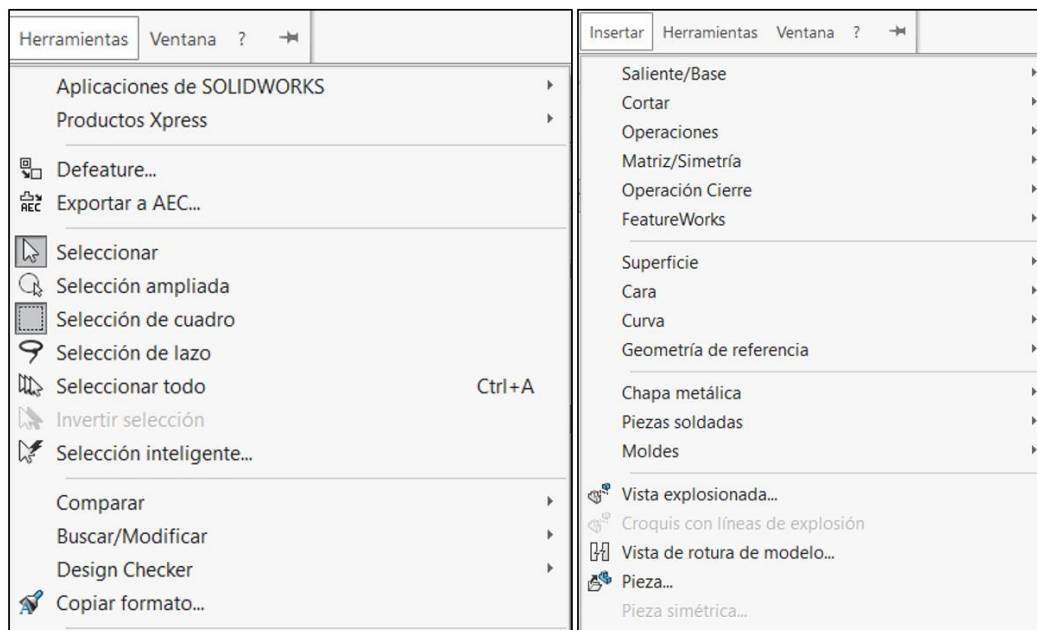 Herramientas Ventana ?
Aplicaciones de SOLIDWORKS
Productos Xpress
Defeature...
AEC Exportar a AEC...
Seleccionar
Selección ampliada
Selección de cuadro
Selección de lazo
Seleccionar todo Ctrl+A
Invertir selección
Selección inteligente...
Comparar
Buscar/Modificar
Design Checker
Copiar formato...
Insertar Herramientas Ventana ?
Saliente/Base
Cortar
Operaciones
Matriz/Simetría
Operación Cierre
FeatureWorks
Superficie
Cara
Curva
Geometría de referencia
Chapa metálica
Piezas soldadas
Moldes
Vista explosionada...
Croquis con líneas de explosión
Vista de rotura de modelo...
Pieza...
Pieza simétrica...